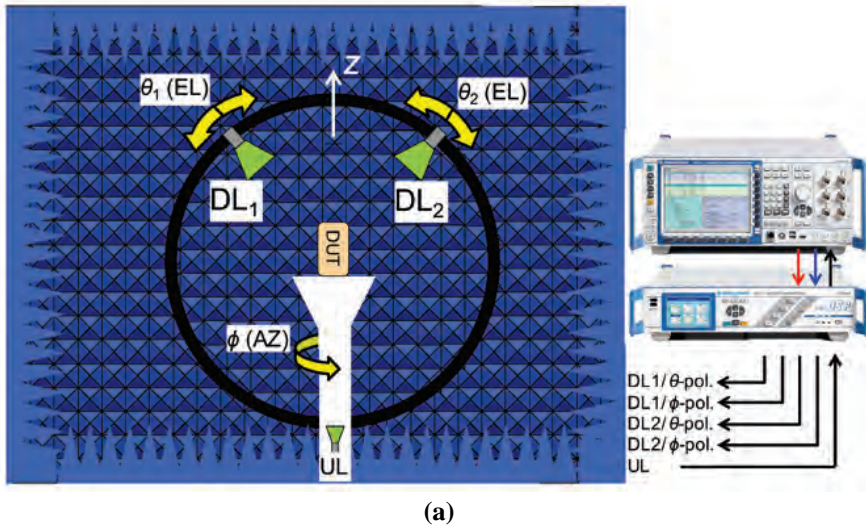 θ₁ (EL)
Z
θ₂ (EL)
DL₁
DL₂
DUT
ϕ (AZ)
UL
DL1/θ-pol.
DL1/ϕ-pol.
DL2/θ-pol.
DL2/ϕ-pol.
UL
(a)